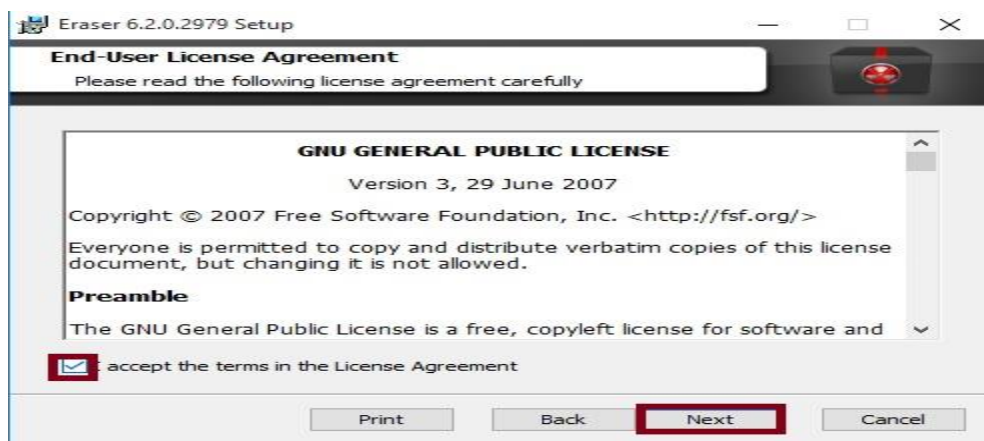 Eraser 6.2.0.2979 Setup
End-User License Agreement
Please read the following license agreement carefully
GNU GENERAL PUBLIC LICENSE
Version 3, 29 June 2007
Copyright © 2007 Free Software Foundation, Inc. <http://fsf.org/>
Everyone is permitted to copy and distribute verbatim copies of this license
document, but changing it is not allowed.
Preamble
The GNU General Public License is a free, copyleft license for software and
I accept the terms in the License Agreement
Print Back Next Cancel